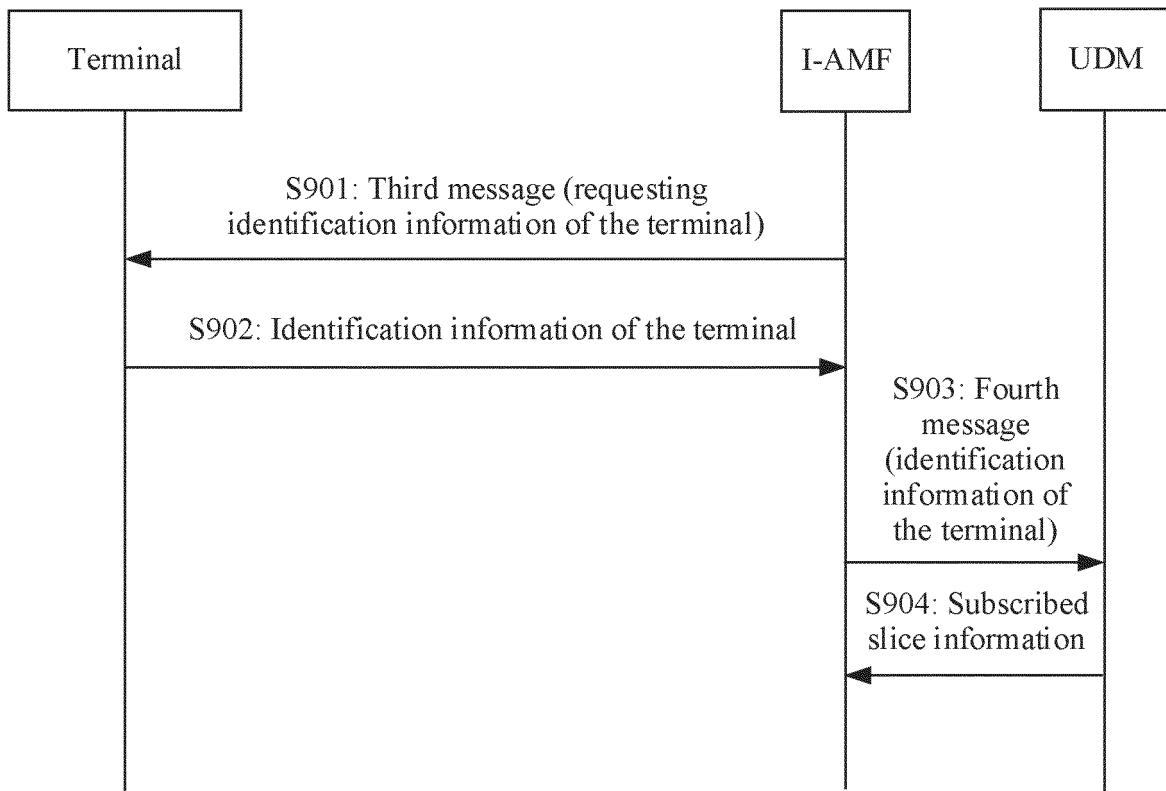 Terminal
I-AMF
UDM
S901: Third message (requesting
identification information of the terminal)
S902: Identification information of the terminal
S903: Fourth
message
(identification
information of
the terminal)
S904: Subscribed
slice information